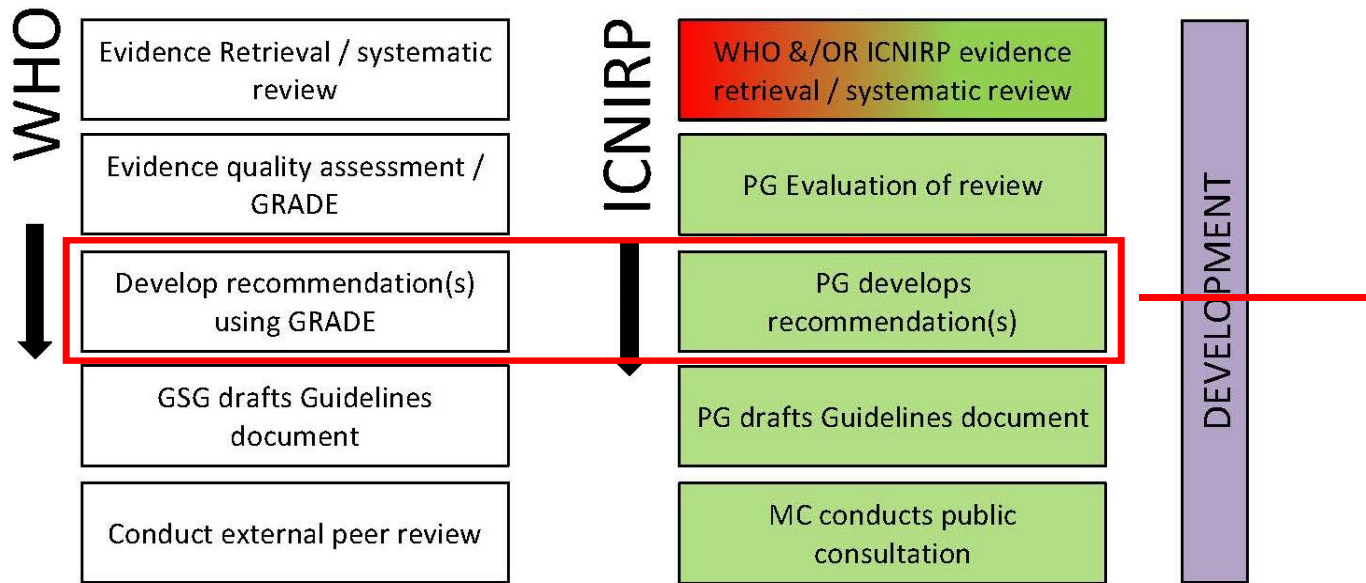 WHO
Evidence Retrieval / systematic
review
Evidence quality assessment /
GRADE
Develop recommendation(s)
using GRADE
GSG drafts Guidelines
document
Conduct external peer review
ICNIRP
WHO &/OR ICNIRP evidence
retrieval / systematic review
PG Evaluation of review
PG develops
recommendation(s)
PG drafts Guidelines document
MC conducts public
consultation
DEVELOPMENT